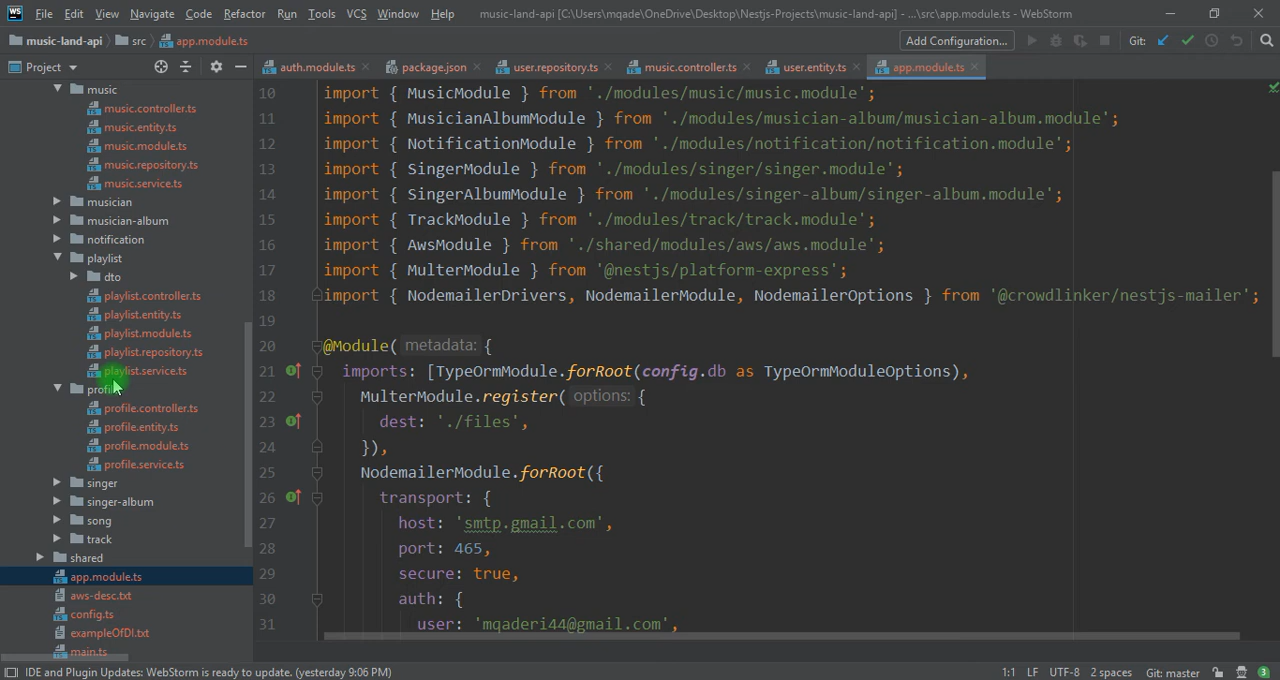 WS File Edit View Navigate Code Refactor Run Tools VCS Window Help music-land-api [C:\Users\mqade\OneDrive\Desktop\Nestjs-Projects\music-land-api] - ...\src\app.module.ts - WebStorm
music-land-api src app.module.ts Add Configuration... Git:
Project auth.module.ts package.json user.repository.ts music.controller.ts user.entity.ts app.module.ts
music
music.controller.ts
music.entity.ts
music.module.ts
music.repository.ts
music.service.ts
musician
musician-album
notification
playlist
dto
playlist.controller.ts
playlist.entity.ts
playlist.module.ts
playlist.repository.ts
playlist.service.ts
profile
profile.controller.ts
profile.entity.ts
profile.module.ts
profile.service.ts
singer
singer-album
song
track
shared
app.module.ts
aws-desc.txt
config.ts
exampleOfDI.txt
main.ts
10 import { MusicModule } from './modules/music/music.module';
11 import { MusicianAlbumModule } from './modules/musician-album/musician-album.module';
12 import { NotificationModule } from './modules/notification/notification.module';
13 import { SingerModule } from './modules/singer/singer.module';
14 import { SingerAlbumModule } from './modules/singer-album/singer-album.module';
15 import { TrackModule } from './modules/track/track.module';
16 import { AwsModule } from './shared/modules/aws/aws.module';
17 import { MulterModule } from '@nestjs/platform-express';
18 import { NodemailerDrivers, NodemailerModule, NodemailerOptions } from '@crowdlinker/nestjs-mailer';
19
20 @Module( metadata: {
21 imports: [TypeOrmModule.forRoot(config.db as TypeOrmModuleOptions),
22 MulterModule.register( options: {
23 dest: './files',
24 }),
25 NodemailerModule.forRoot({
26 transport: {
27 host: 'smtp.gmail.com',
28 port: 465,
29 secure: true,
30 auth: {
31 user: 'mqaderi44@gmail.com',
IDE and Plugin Updates: WebStorm is ready to update. (yesterday 9:06 PM) 1:1 LF UTF-8 2 spaces Git: master 3